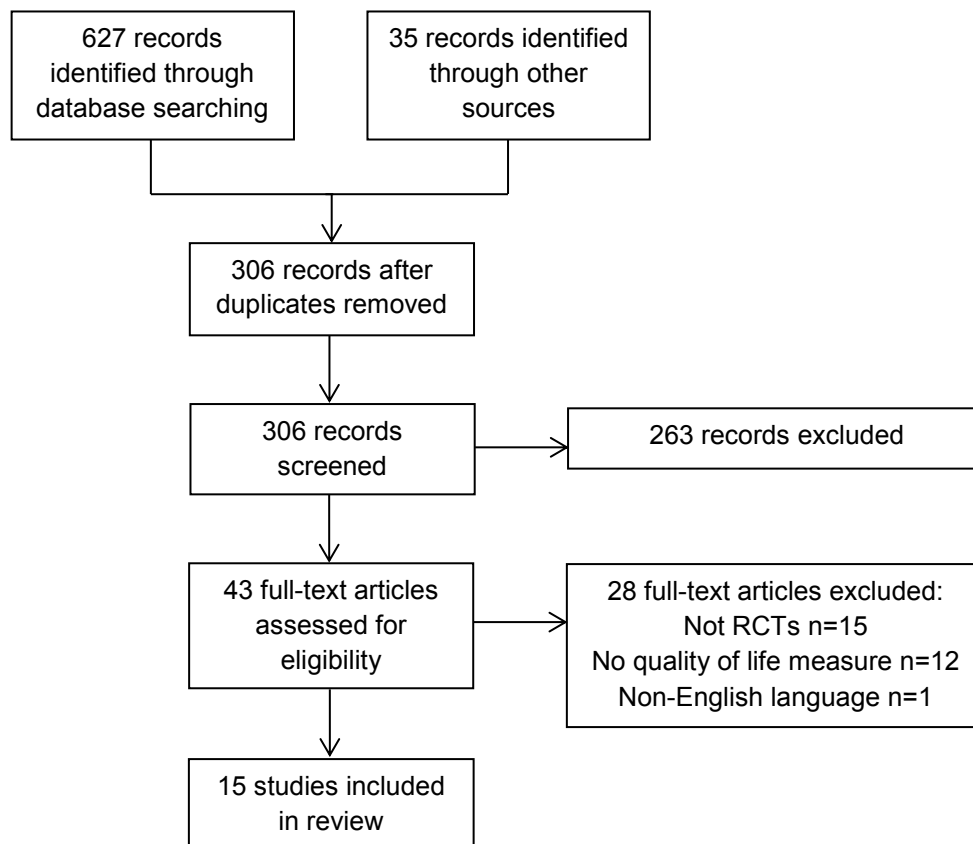 627 records
identified through
database searching
35 records identified
through other
sources
306 records after
duplicates removed
306 records
screened
263 records excluded
43 full-text articles
assessed for
eligibility
28 full-text articles excluded:
Not RCTs n=15
No quality of life measure n=12
Non-English language n=1
15 studies included
in review